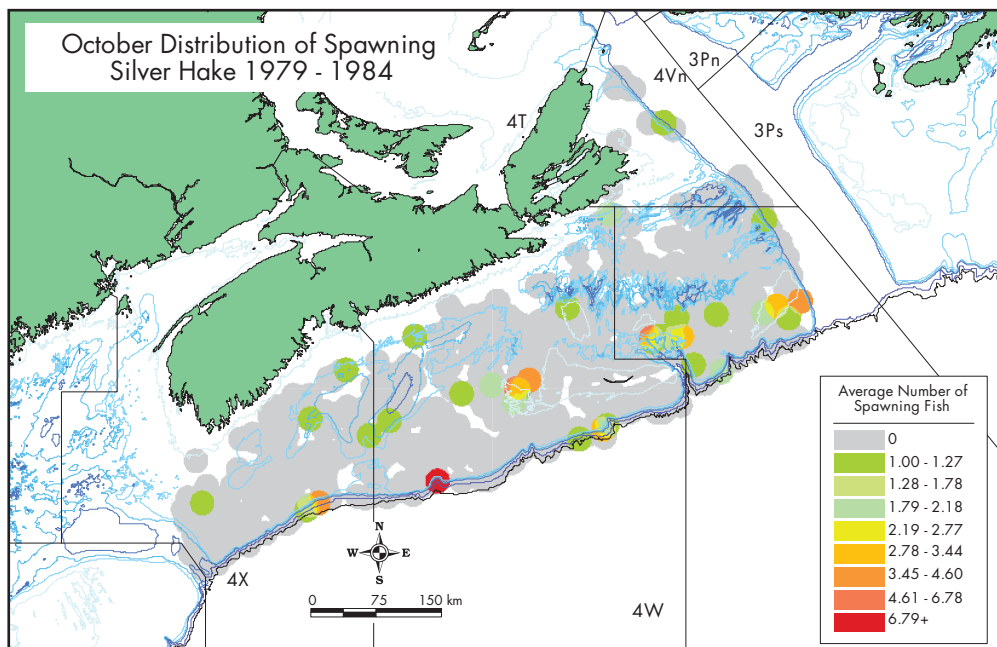 October Distribution of Spawning
Silver Hake 1979 - 1984
3Pn
4Vn
3Ps
4T
Average Number of
Spawning Fish
0
1.00 - 1.27
1.28 - 1.78
1.79 - 2.18
2.19 - 2.77
2.78 - 3.44
3.45 - 4.60
4.61 - 6.78
6.79+
N
W E
S
4X
0 75 150 km
4W